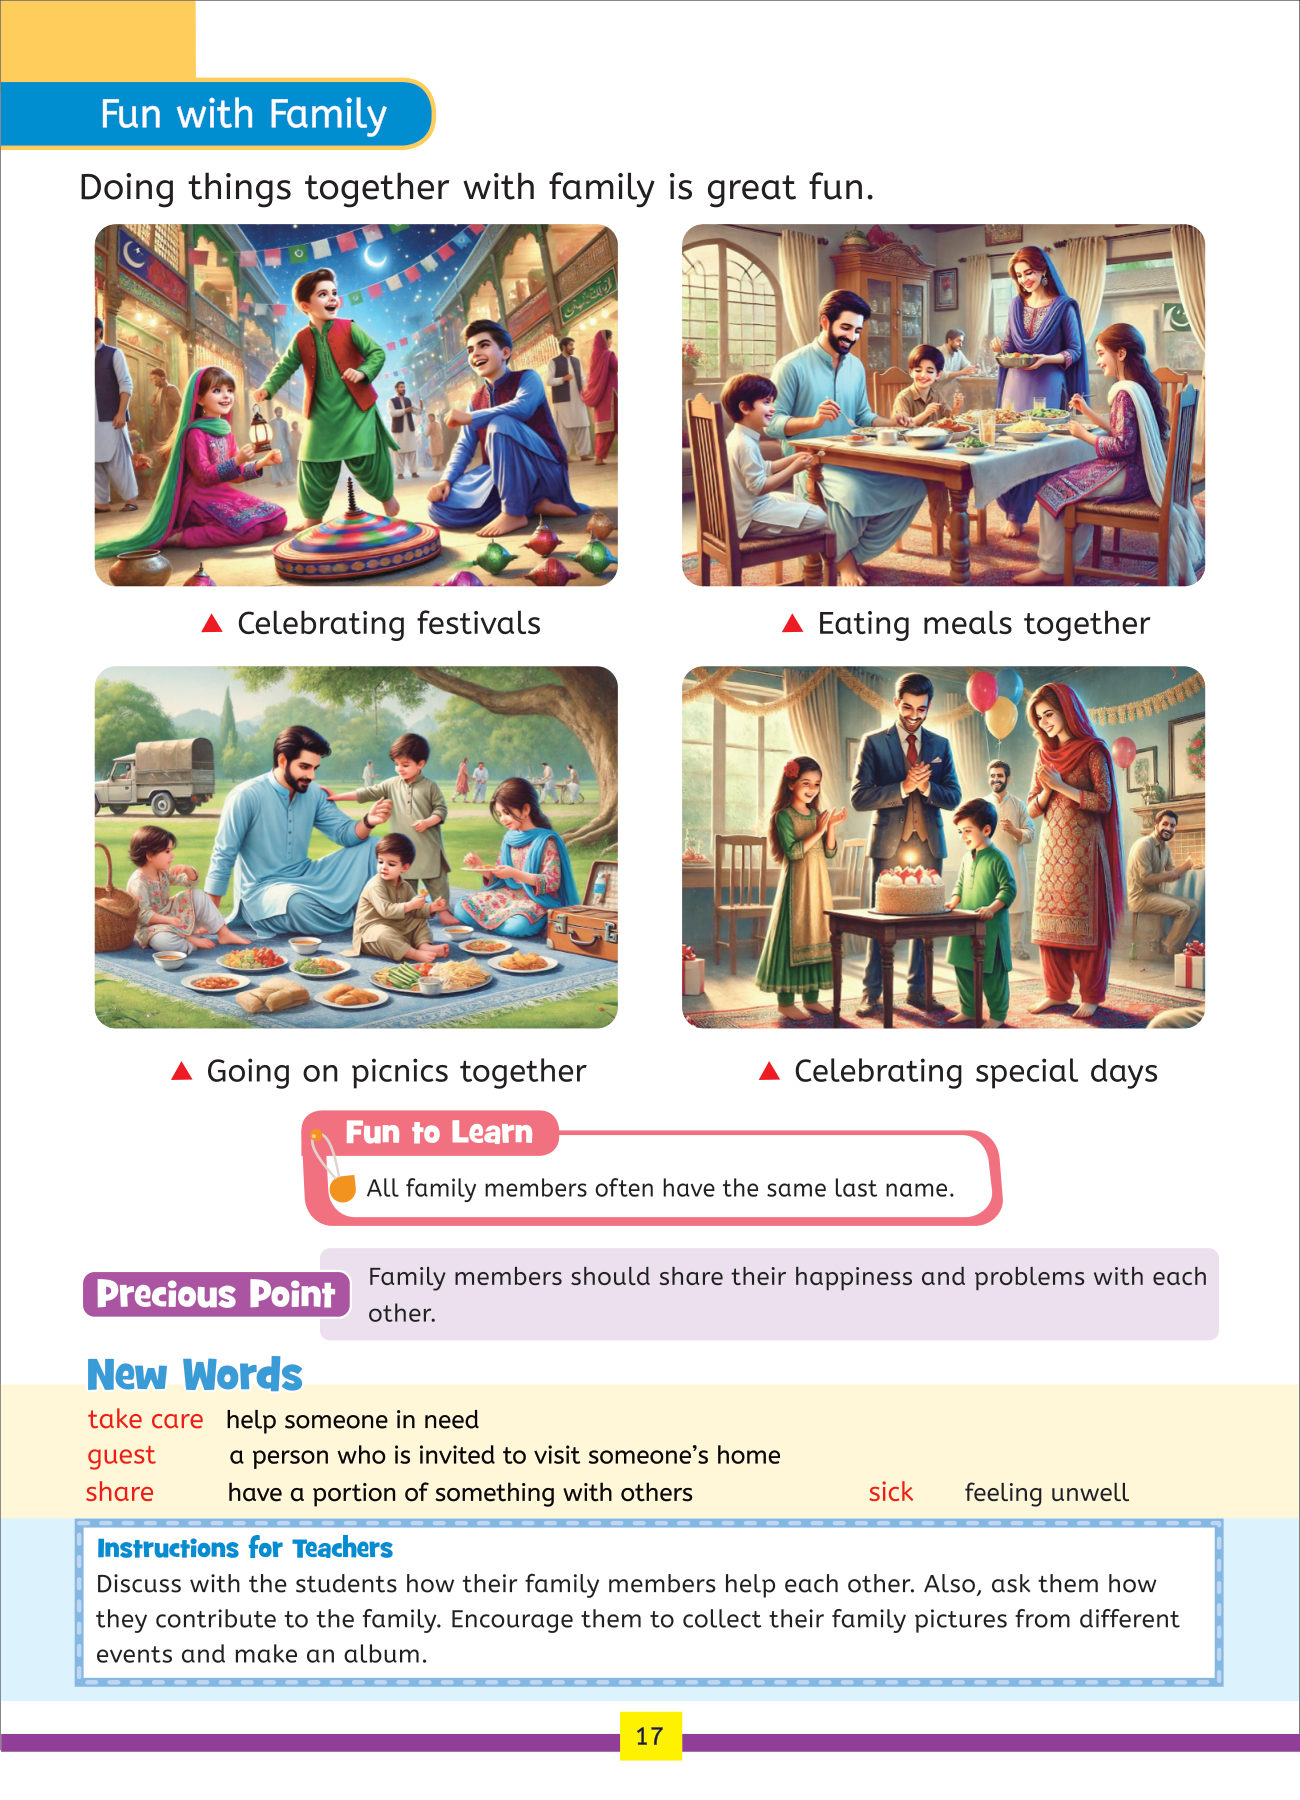 Fun with Family
Doing things together with family is great fun.
▲ Celebrating festivals
▲ Eating meals together
▲ Going on picnics together
▲ Celebrating special days
Fun to Learn
All family members often have the same last name.
Precious Point
Family members should share their happiness and problems with each
other.
New Words
take care help someone in need
guest a person who is invited to visit someone's home
share have a portion of something with others sick feeling unwell
Instructions for Teachers
Discuss with the students how their family members help each other. Also, ask them how
they contribute to the family. Encourage them to collect their family pictures from different
events and make an album.
17